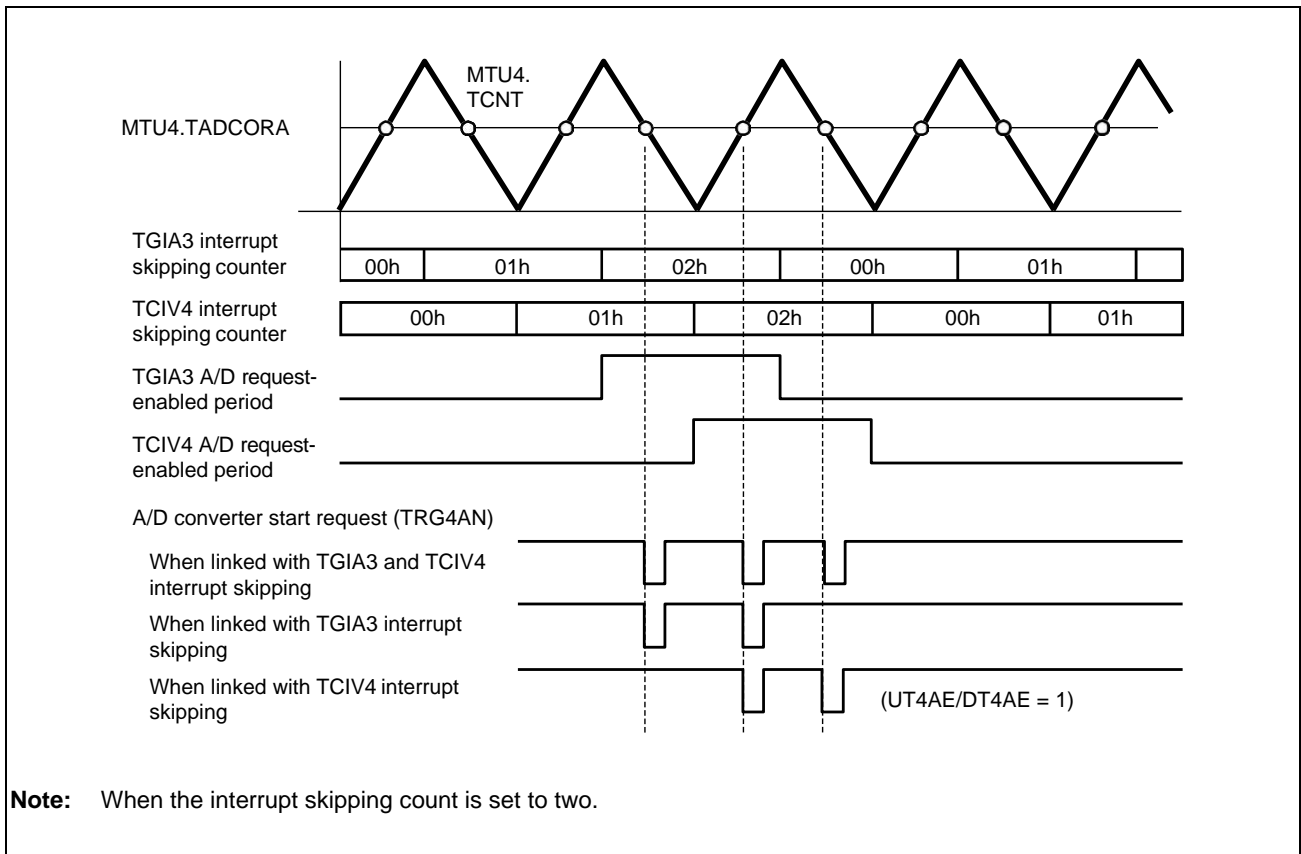 MTU4.
TCNT
MTU4.TADCORA
TGIA3 interrupt
skipping counter
00h 01h 02h 00h 01h
TCIV4 interrupt
skipping counter
00h 01h 02h 00h 01h
TGIA3 A/D request-
enabled period
TCIV4 A/D request-
enabled period
A/D converter start request (TRG4AN)
When linked with TGIA3 and TCIV4
interrupt skipping
When linked with TGIA3 interrupt
skipping
When linked with TCIV4 interrupt
skipping
(UT4AE/DT4AE = 1)
Note: When the interrupt skipping count is set to two.